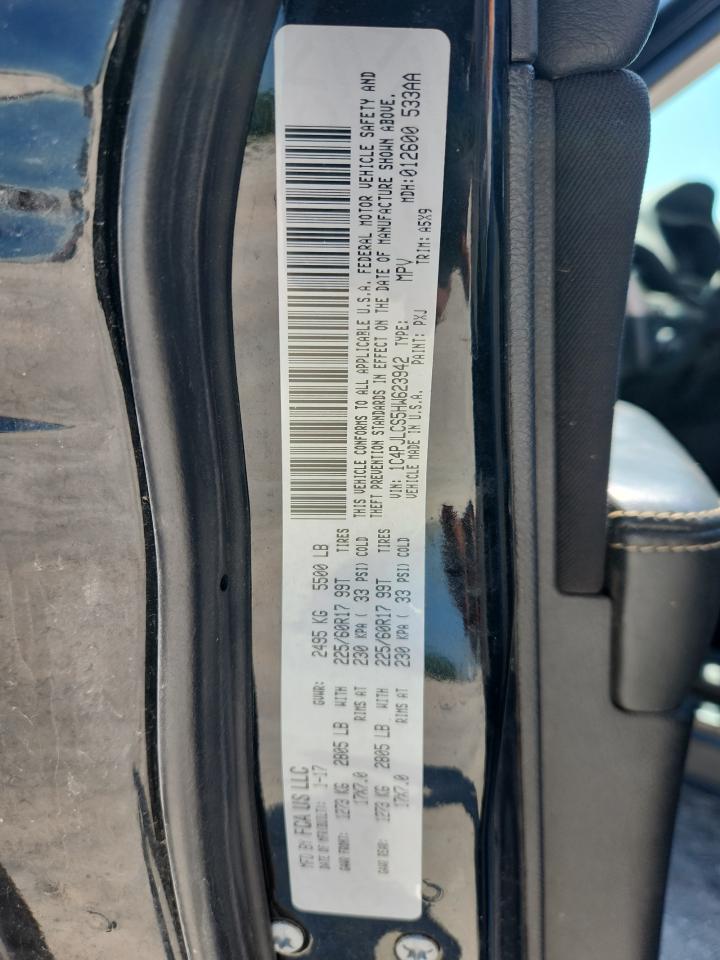 MFD BY FCA US LLC
DATE OF MFR(BUILT): 1-17 GVWR: 2495 KG 5500 LB
GAWR FRONT: 1273 KG 2805 LB WITH 225/60R17 99T TIRES
17X7.0 RIMS AT 230 KPA ( 33 PSI) COLD
GAWR REAR: 1273 KG 2805 LB WITH 225/60R17 99T TIRES
17X7.0 RIMS AT 230 KPA ( 33 PSI) COLD
THIS VEHICLE CONFORMS TO ALL APPLICABLE U.S.A. FEDERAL MOTOR VEHICLE SAFETY AND
THEFT PREVENTION STANDARDS IN EFFECT ON THE DATE OF MANUFACTURE SHOWN ABOVE.
VIN: 1C4PJLCS5HW623942 TYPE: MPV MDH:012600 533AA
VEHICLE MADE IN U.S.A. PAINT: PXJ TRIM: A5X9